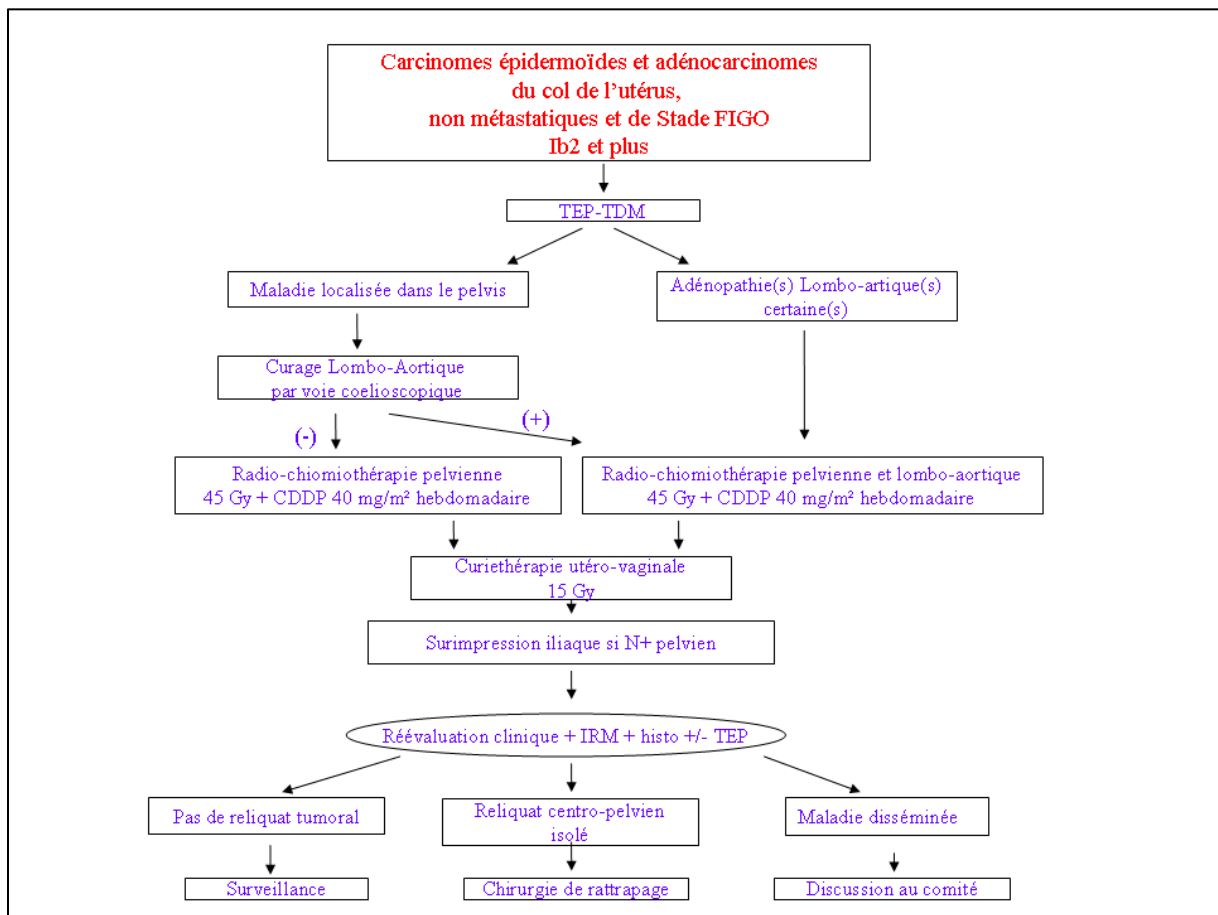 Carcinomes épidermoïdes et adénocarcinomes
du col de l'utérus,
non métastatiques et de Stade FIGO
Ib2 et plus
TEP-TDM
Maladie localisée dans le pelvis
Adénopathie(s) Lombo-artique(s)
certaine(s)
Curage Lombo-Aortique
par voie coelioscopique
(-)
(+)
Radio-chiomiothérapie pelvienne
45 Gy + CDDP 40 mg/m² hebdomadaire
Radio-chiomiothérapie pelvienne et lombo-aortique
45 Gy + CDDP 40 mg/m² hebdomadaire
Curiethérapie utéro-vaginale
15 Gy
Surimpression iliaque si N+ pelvien
Réévaluation clinique + IRM + histo +/- TEP
Pas de reliquat tumoral
Reliquat centro-pelvien
isolé
Maladie disséminée
Surveillance
Chirurgie de rattrapage
Discussion au comité